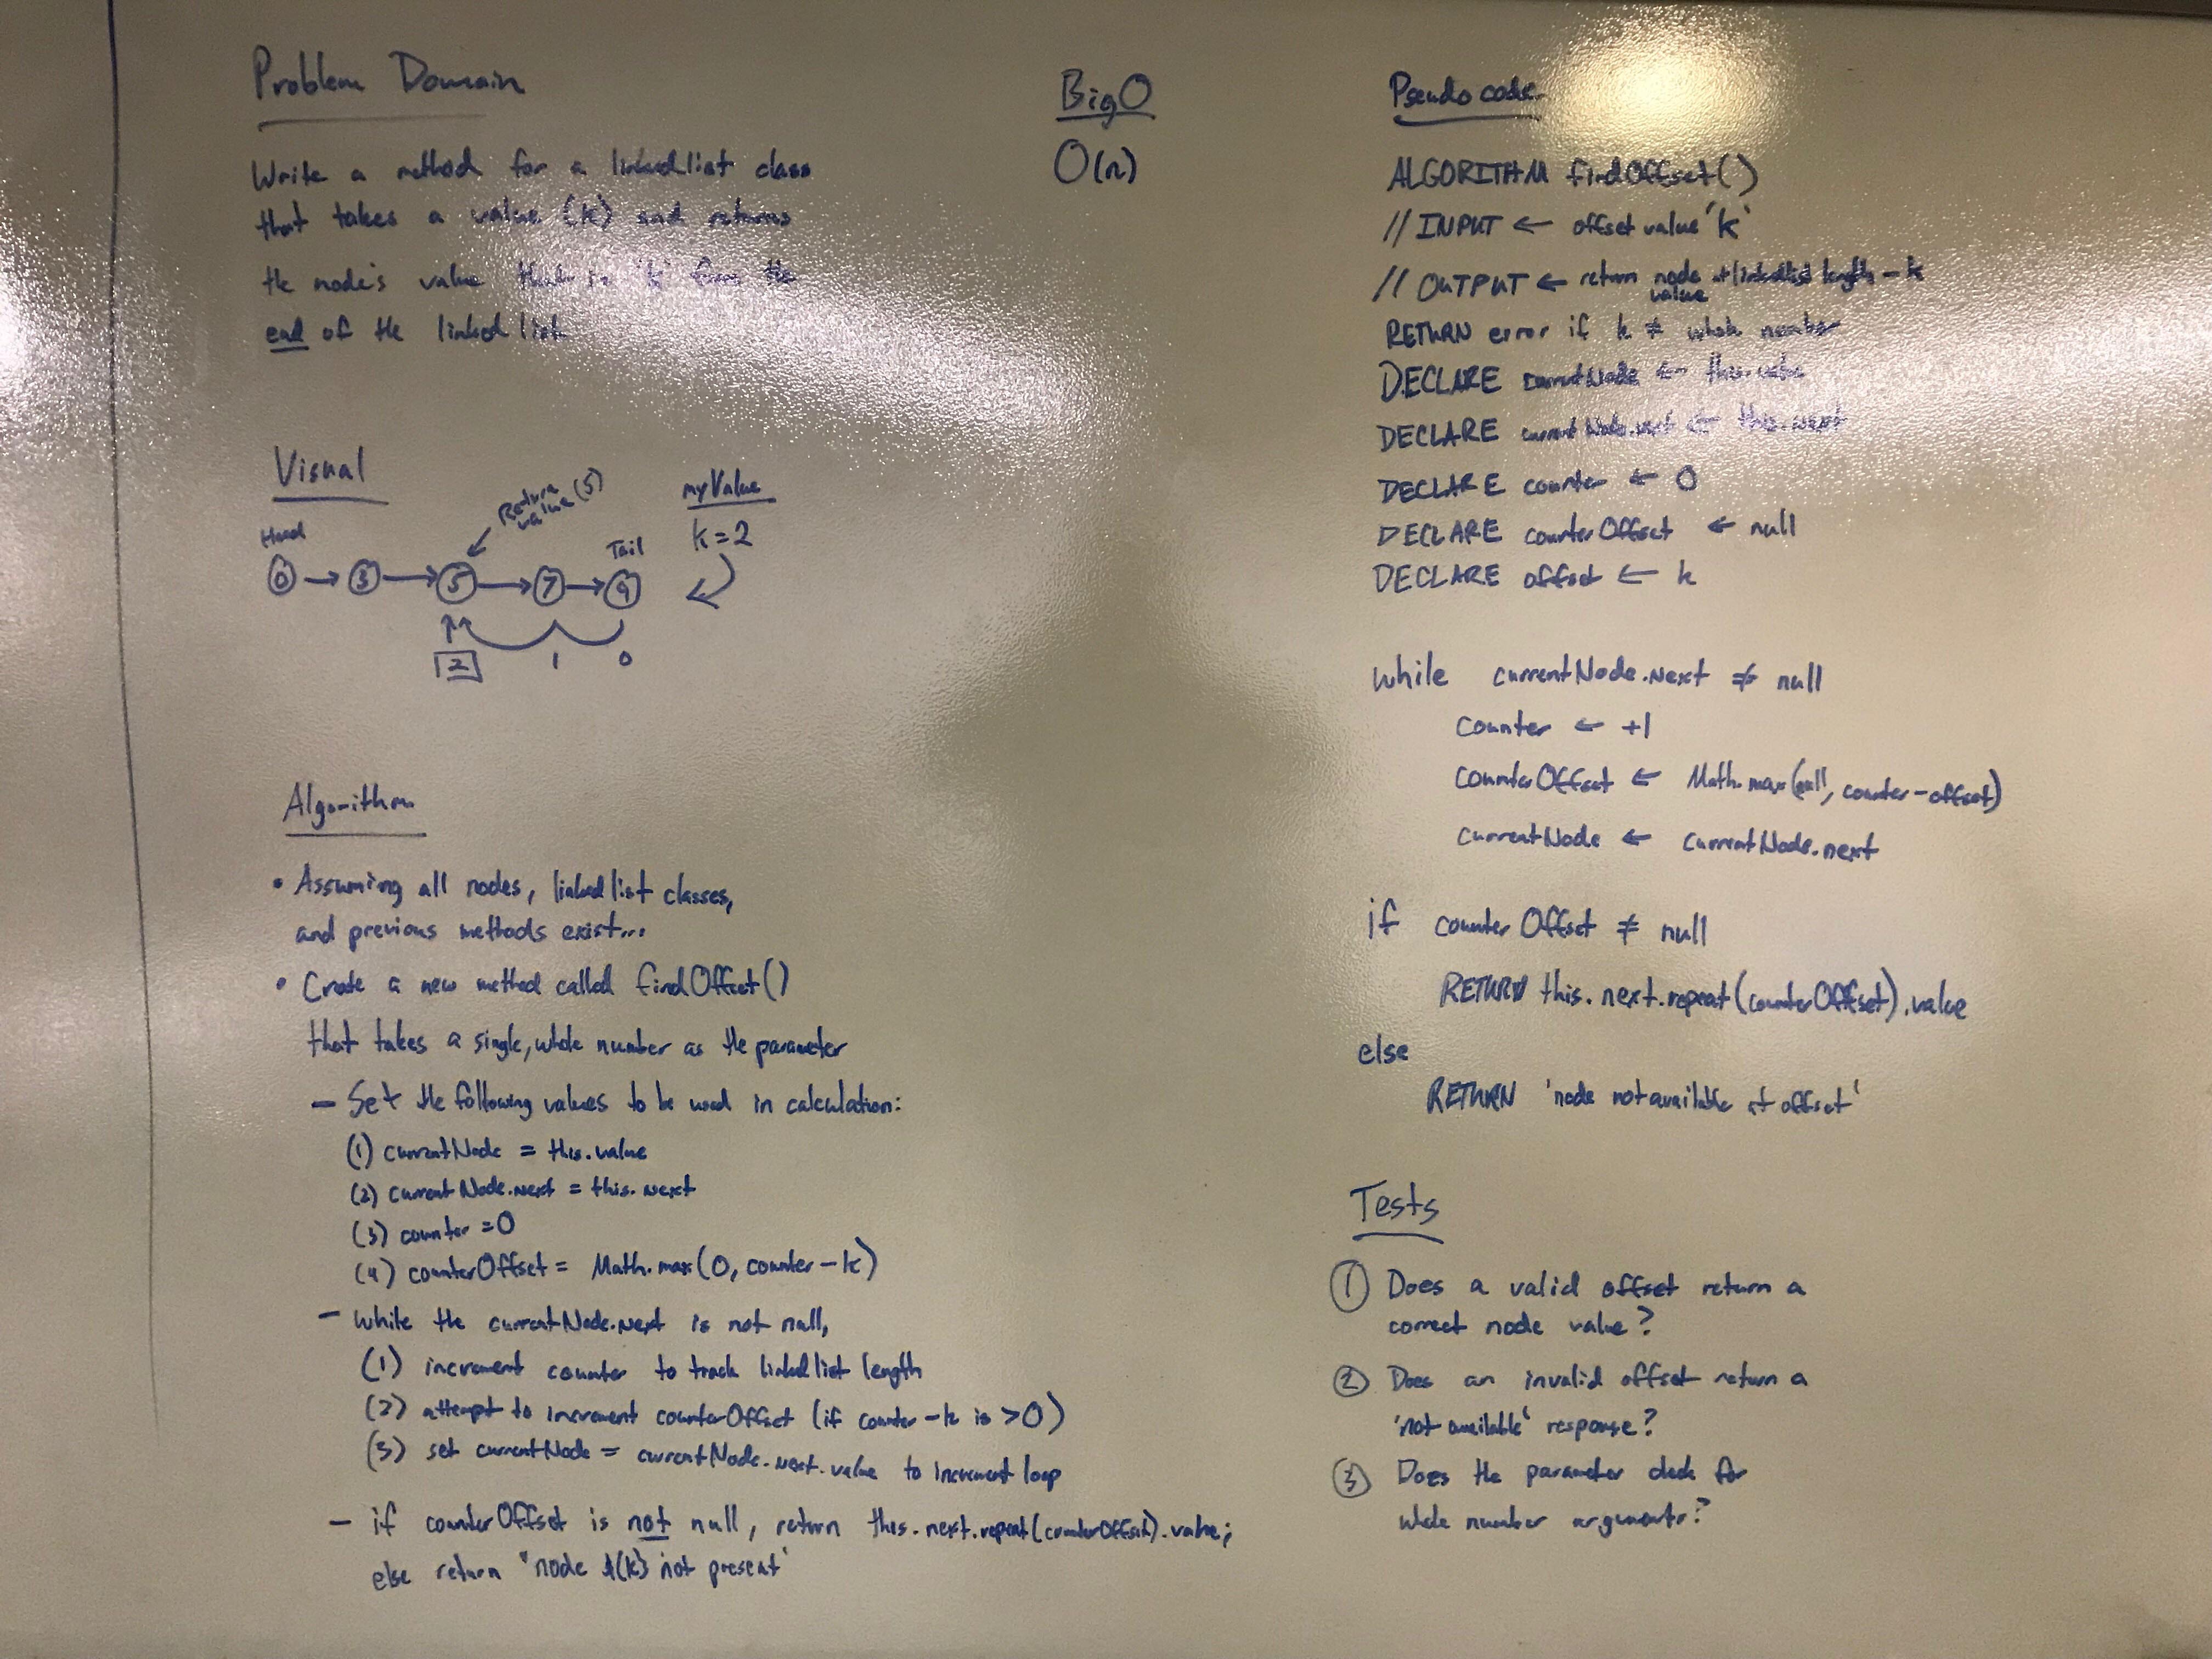 Problem Domain
Write a method for a linked list class
that takes a value (k) and returns
the node's value that is 'k' from the
end of the linked list
Visual
Head
Return
value (5)
myValue
k=2
Tail
0 → 3 → 5 → 7 → 9
2 1 0
Algorithm
• Assuming all nodes, linked list classes,
and previous methods exist...
• Create a new method called findOffset()
that takes a single, whole number as the parameter
- Set the following values to be used in calculation:
(1) currentNode = this.value
(2) currentNode.next = this.next
(3) counter = 0
(4) counterOffset = Math.max(0, counter - k)
- while the currentNode.next is not null,
(1) increment counter to track linked list length
(2) attempt to increment counterOffset (if counter - k is > 0)
(3) set currentNode = currentNode.next.value to increment loop
- if counterOffset is not null, return this.next.repeat(counterOffset).value;
else return 'node not present'
Big O
O(n)
Pseudo code
ALGORITHM findOffset()
// INPUT ← offset value 'k'
// OUTPUT ← return node value at linked list length - k
RETURN error if k ≠ whole number
DECLARE currentNode ← this.value
DECLARE currentNode.next ← this.next
DECLARE counter ← 0
DECLARE counterOffset ← null
DECLARE offset ← k
while currentNode.next ≠ null
counter ← +1
counterOffset ← Math.max(null, counter - offset)
currentNode ← currentNode.next
if counterOffset ≠ null
RETURN this.next.repeat(counterOffset).value
else
RETURN 'node not available at offset'
Tests
① Does a valid offset return a
correct node value?
② Does an invalid offset return a
'not available' response?
③ Does the parameter check for
whole number arguments?